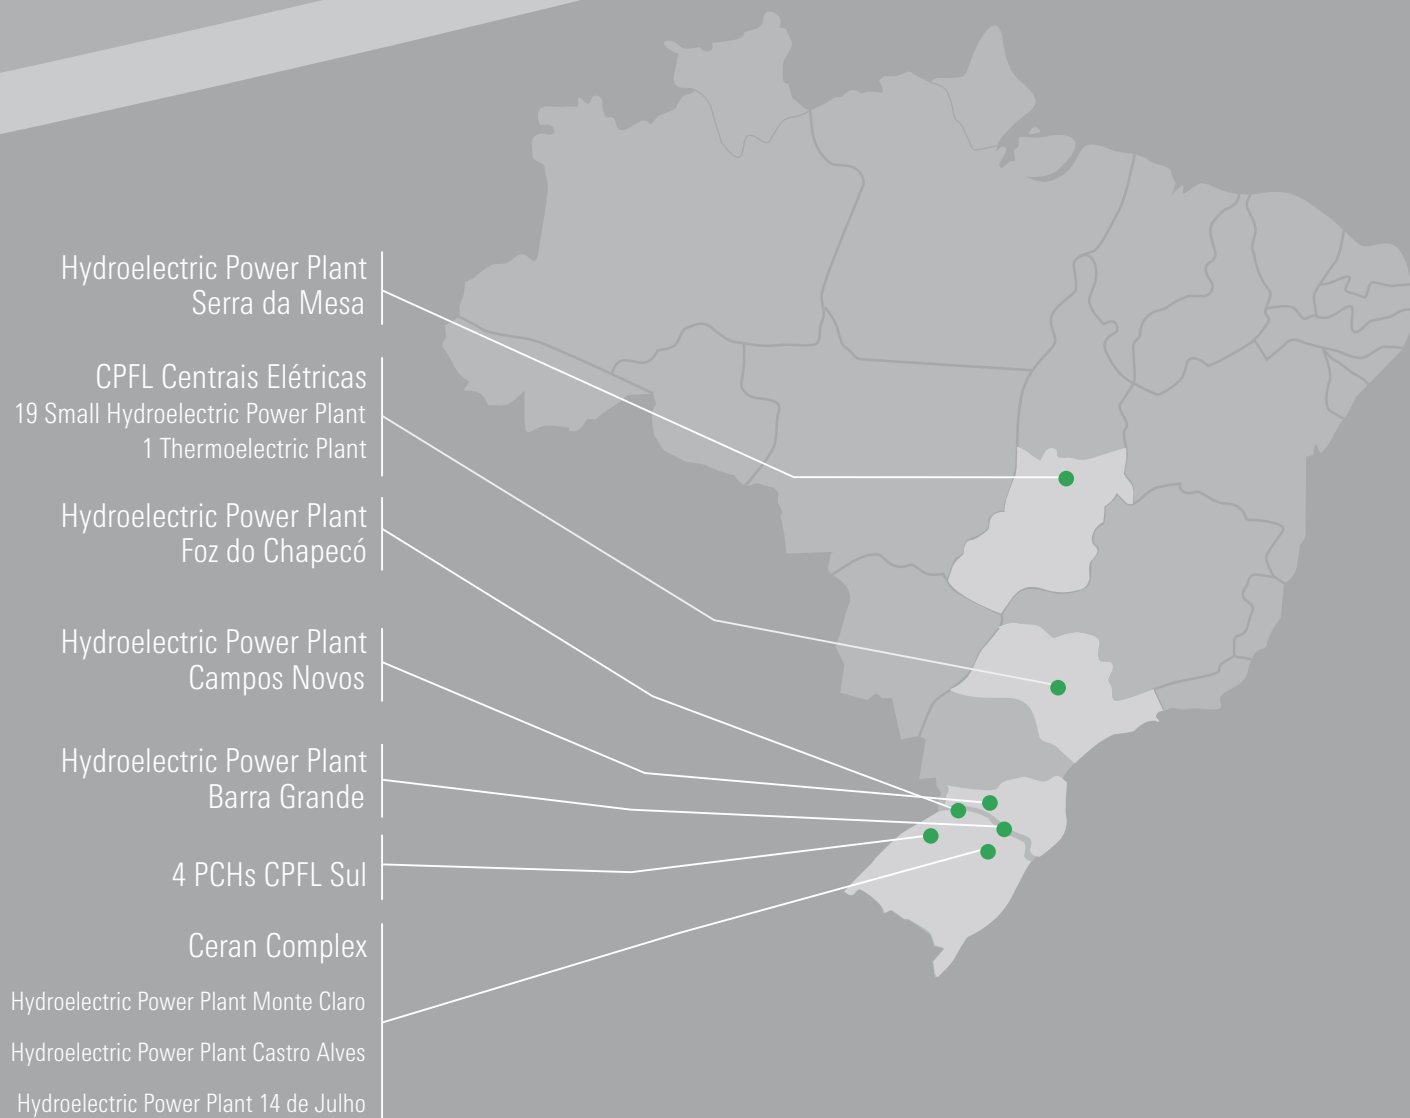 Hydroelectric Power Plant
Serra da Mesa
CPFL Centrais Elétricas
19 Small Hydroelectric Power Plant
1 Thermoelectric Plant
Hydroelectric Power Plant
Foz do Chapecó
Hydroelectric Power Plant
Campos Novos
Hydroelectric Power Plant
Barra Grande
4 PCHs CPFL Sul
Ceran Complex
Hydroelectric Power Plant Monte Claro
Hydroelectric Power Plant Castro Alves
Hydroelectric Power Plant 14 de Julho